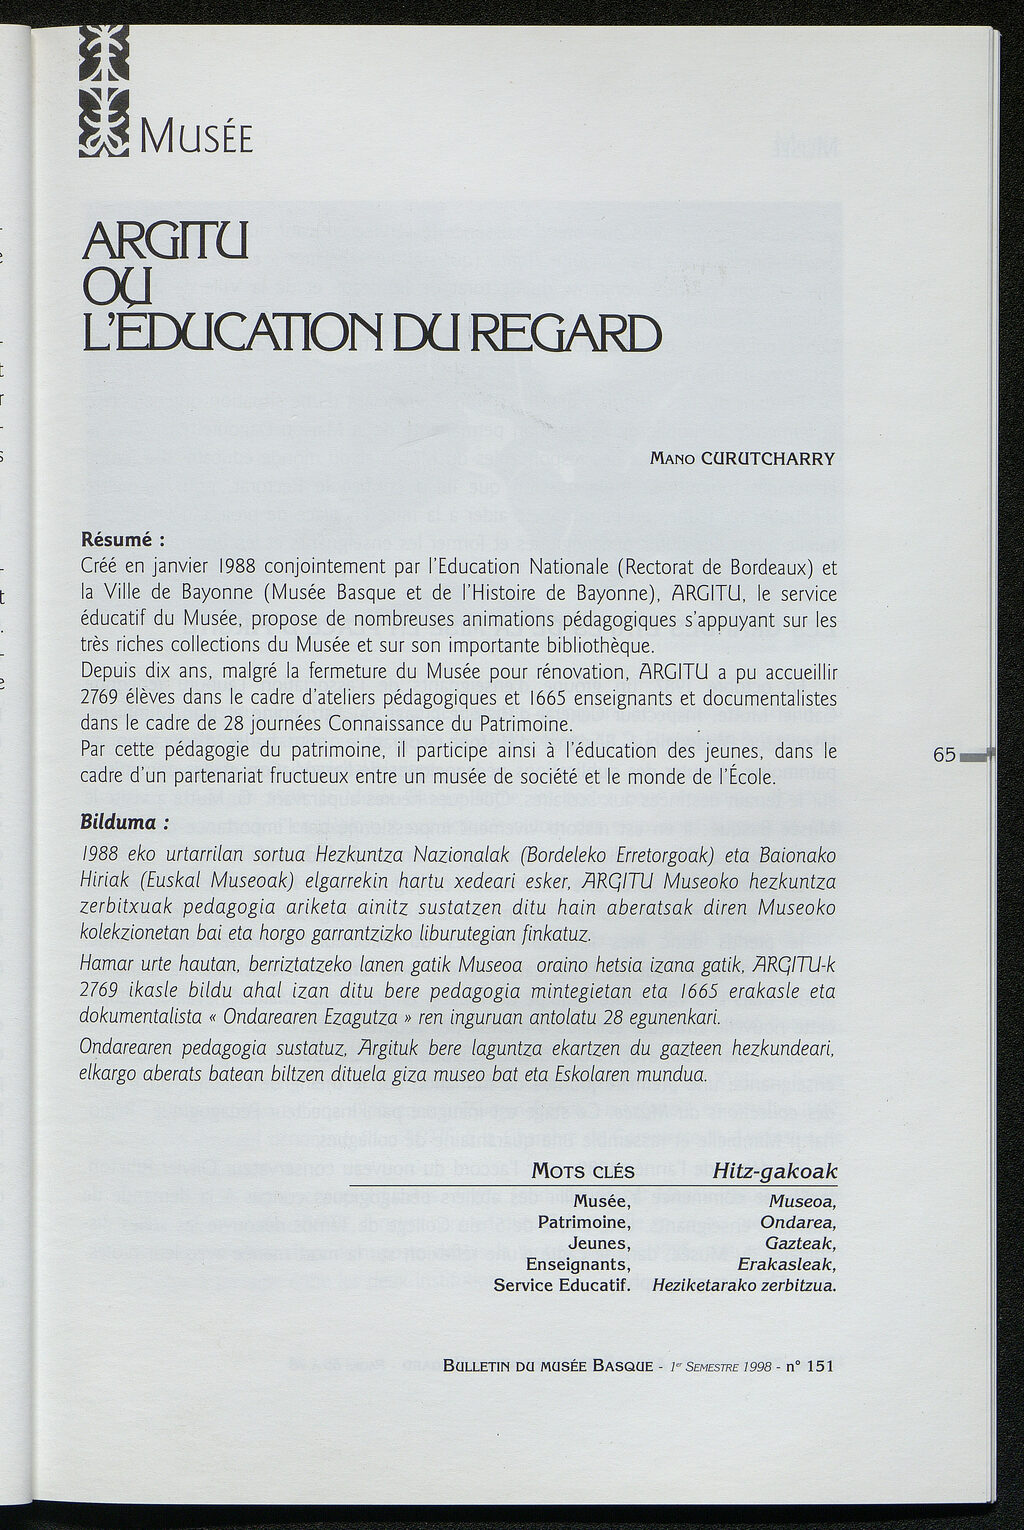 Musée
ARGITU
OU
L'ÉDUCATION DU REGARD
Mano CURUTCHARRY
Résumé :
Créé en janvier 1988 conjointement par l'Education Nationale (Rectorat de Bordeaux) et
la Ville de Bayonne (Musée Basque et de l'Histoire de Bayonne), ARGITU, le service
éducatif du Musée, propose de nombreuses animations pédagogiques s'appuyant sur les
très riches collections du Musée et sur son importante bibliothèque.
Depuis dix ans, malgré la fermeture du Musée pour rénovation, ARGITU a pu accueillir
2769 élèves dans le cadre d'ateliers pédagogiques et 1665 enseignants et documentalistes
dans le cadre de 28 journées Connaissance du Patrimoine.
Par cette pédagogie du patrimoine, il participe ainsi à l'éducation des jeunes, dans le
cadre d'un partenariat fructueux entre un musée de société et le monde de l'École.
65
Bilduma :
1988 eko urtarrilan sortua Hezkuntza Nazionalak (Bordeleko Erretorgoak) eta Baionako
Hiriak (Euskal Museoak) elgarrekin hartu xedeari esker, ARGITU Museoko hezkuntza
zerbitxuak pedagogia ariketa ainitz sustatzen ditu hain aberatsak diren Museoko
kolekzionetan bai eta horgo garrantzizko liburutegian finkatuz.
Hamar urte hautan, berriztatzeko lanen gatik Museoa oraino hetsia izana gatik, ARGITU-k
2769 ikasle bildu ahal izan ditu bere pedagogia mintegietan eta 1665 erakasle eta
dokumentalista « Ondarearen Ezagutza » ren inguruan antolatu 28 egunenkari.
Ondarearen pedagogia sustatuz, Argituk bere laguntza ekartzen du gazteen hezkundeari,
elkargo aberats batean biltzen dituela giza museo bat eta Eskolaren mundua.
Mots clés Hitz-gakoak
Musée, Museoa,
Patrimoine, Ondarea,
Jeunes, Gazteak,
Enseignants, Erakasleak,
Service Educatif. Heziketarako zerbitzua.
Bulletin du musée Basque - 1er Semestre 1998 - n° 151